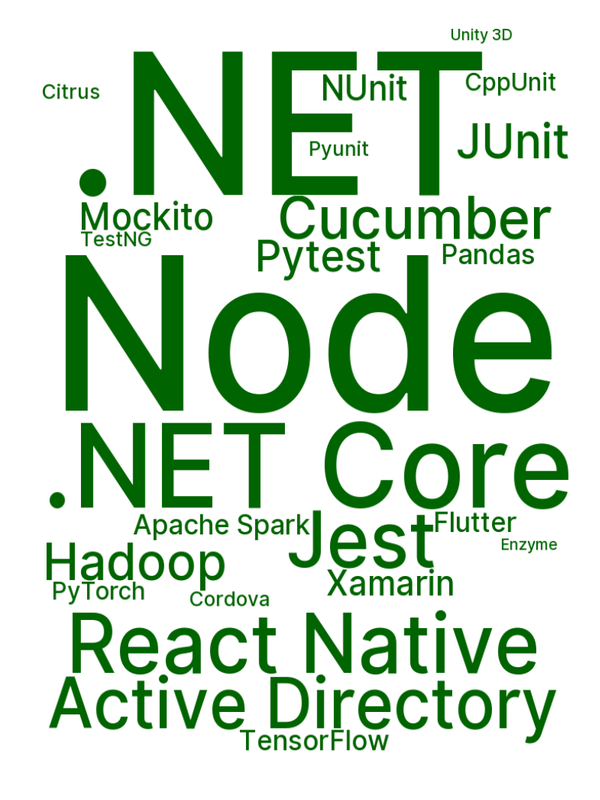 Unity 3D
.NET
Citrus
NUnit
CppUnit
Pyunit
JUnit
Mockito
Cucumber
TestNG
Pytest
Pandas
Node
.NET Core
Apache Spark
Jest
Flutter
Enzyme
Hadoop
Xamarin
PyTorch
Cordova
React Native
Active Directory
TensorFlow